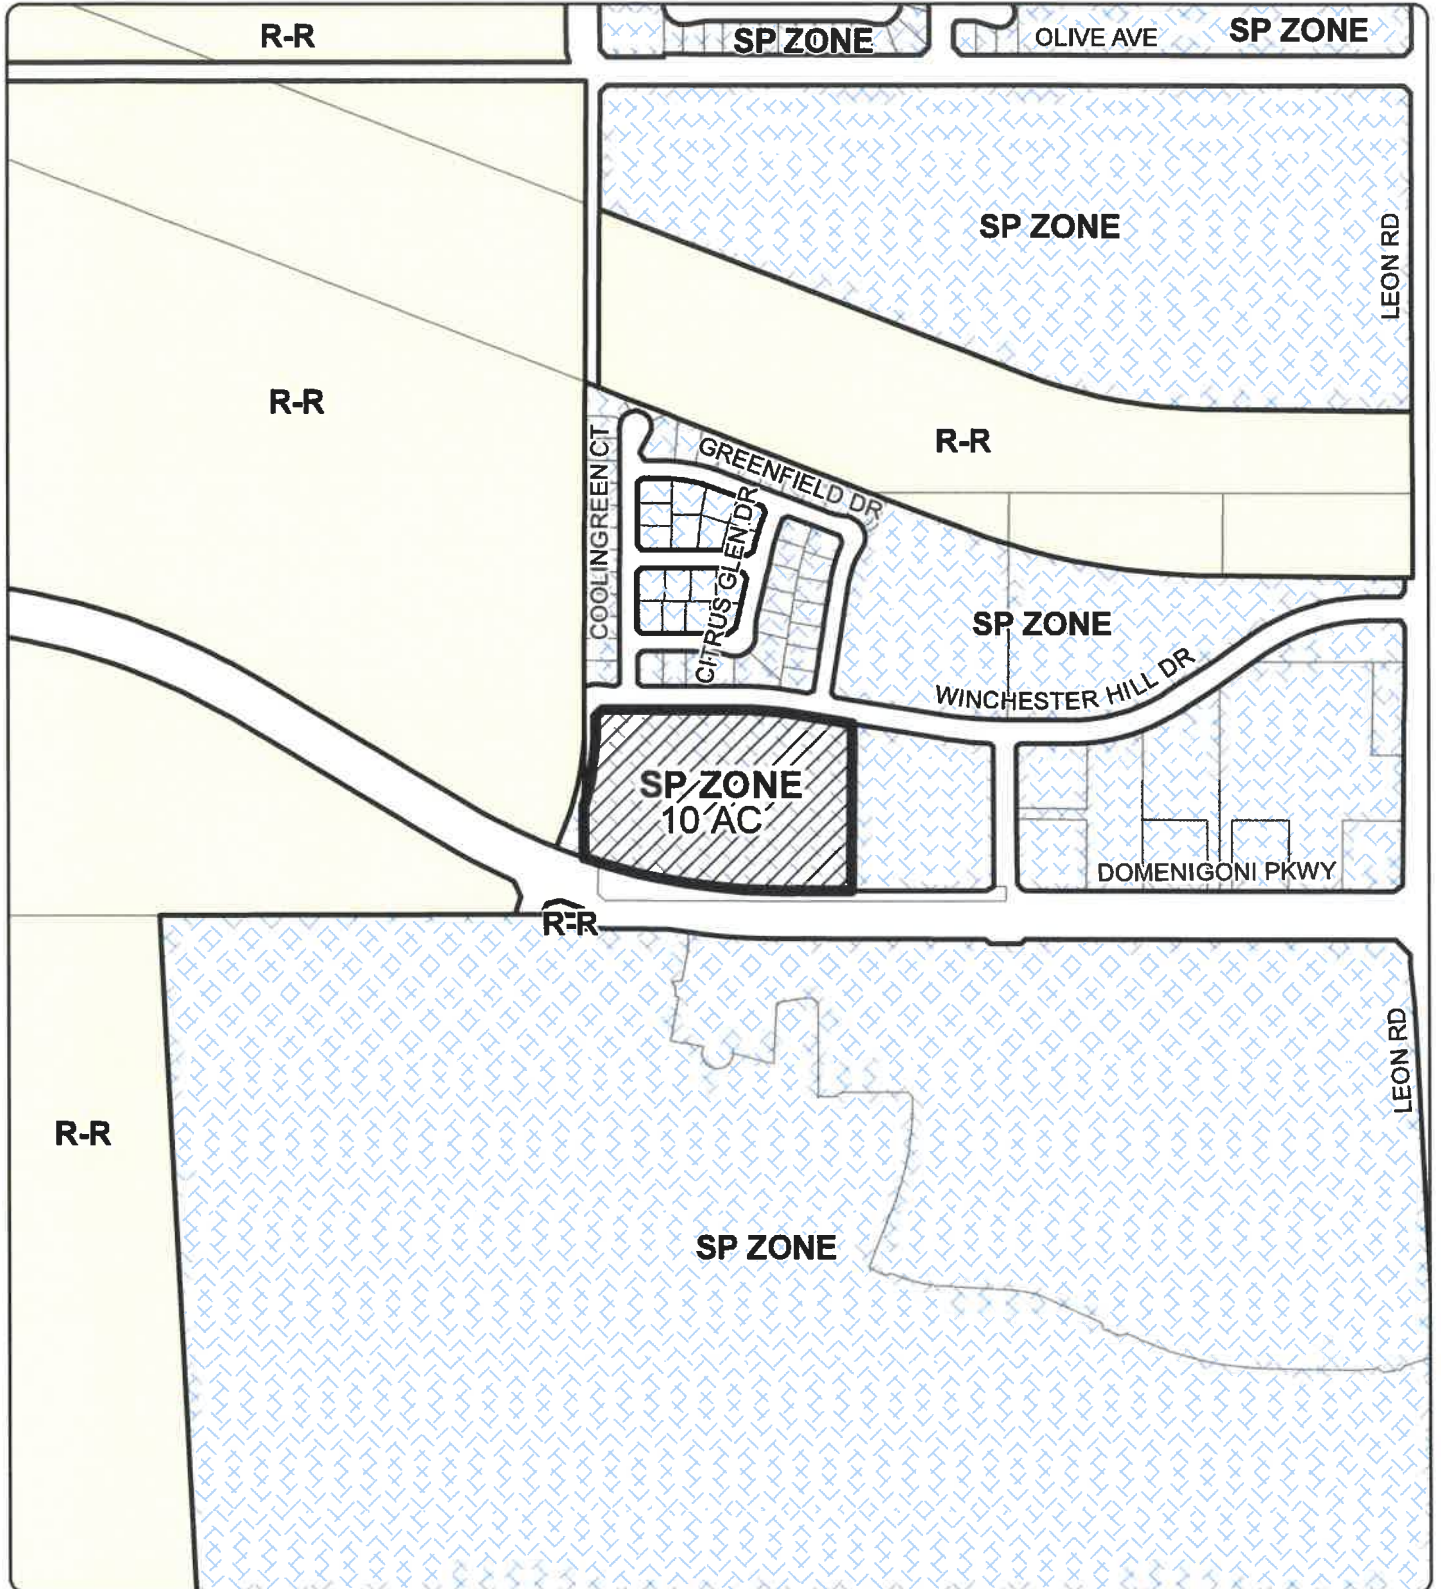 R-R
SP ZONE
OLIVE AVE
SP ZONE
SP ZONE
LEON RD
R-R
R-R
GREENFIELD DR
COOLINGREEN CT
CITRUS GLEN DR
SP ZONE
WINCHESTER HILL DR
SP ZONE
10 AC
DOMENIGONI PKWY
R-R
LEON RD
R-R
SP ZONE